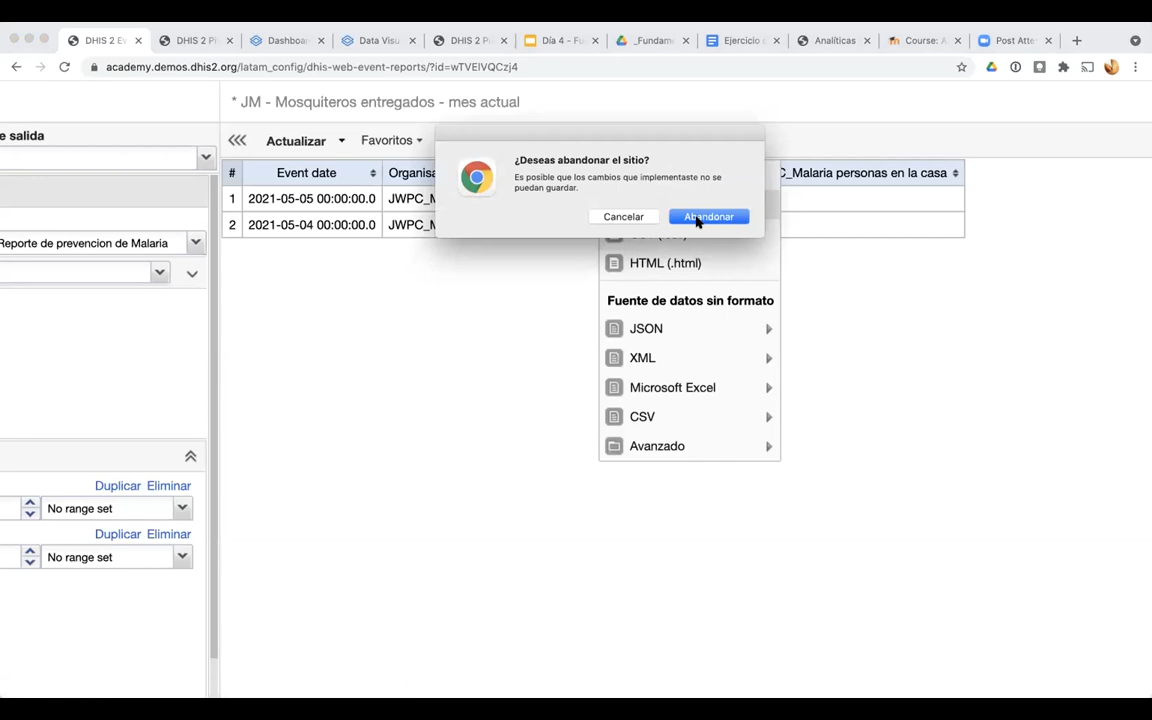 DHIS 2 Ev
DHIS 2 Pi
Dashboa
Data Visu
DHIS 2 P
Día 4 - Fu
_Fundam
Ejercicio
Analíticas
Course: A
Post Atte
academy.demos.dhis2.org/latam_config/dhis-web-event-reports/?id=wTVElVQCzj4
* JM - Mosquiteros entregados - mes actual
e salida
Actualizar
Favoritos
¿Deseas abandonar el sitio?
Es posible que los cambios que implementaste no se
puedan guardar.
Cancelar
Abandonar
# Event date Organisa C_Malaria personas en la casa
1 2021-05-05 00:00:00.0 JWPC_M
2 2021-05-04 00:00:00.0 JWPC_M
Reporte de prevencion de Malaria
HTML (.html)
Fuente de datos sin formato
JSON
XML
Microsoft Excel
CSV
Avanzado
Duplicar Eliminar
No range set
Duplicar Eliminar
No range set